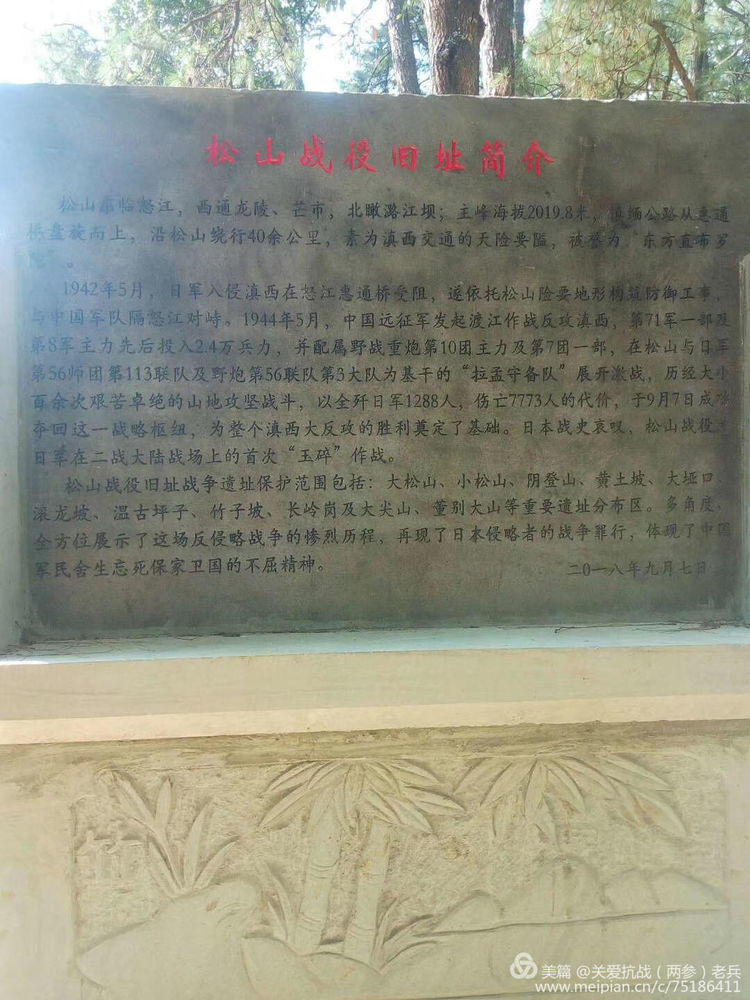 松山战役旧址简介
松山东临怒江，西通龙陵、芒市，北瞰潞江坝；主峰海拔2019.8米，滇缅公路从惠通
桥盘旋而上，沿松山绕行40余公里，素为滇西交通的天险要隘，被誉为“东方直布罗
陀”。
1942年5月，日军入侵滇西在怒江惠通桥受阻，遂依托松山险要地形构筑防御工事，
与中国军队隔怒江对峙。1944年5月，中国远征军发起渡江作战反攻滇西，第71军一部及
第8军主力先后投入2.4万兵力，并配属野战重炮第10团主力及第7团一部，在松山与日军
第56师团第113联队及野炮第56联队第3大队为基干的“拉孟守备队”展开激战，历经大小
百余次艰苦卓绝的山地攻坚战斗，以全歼日军1288人，伤亡7773人的代价，于9月7日成功
夺回这一战略枢纽，为整个滇西大反攻的胜利奠定了基础。日本战史哀叹，松山战役是
日军在二战大陆战场上的首次“玉碎”作战。
松山战役旧址战争遗址保护范围包括：大松山、小松山、阴登山、黄土坡、大垭口、
滚龙坡、温古坪子、竹子坡、长岭岗及大尖山、董别大山等重要遗址分布区。多角度、
全方位展示了这场反侵略战争的惨烈历程，再现了日本侵略者的战争罪行，体现了中国
军民舍生忘死保家卫国的不屈精神。
二0一八年九月七日
竹
美篇 @关爱抗战（两参）老兵
www.meipian.cn/c/75186411